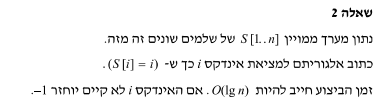 שאלה 2
נתון מערך ממויין S[1..n] של שלמים שונים זה מזה.
כתוב אלגוריתם למציאת אינדקס i כך ש- (S[i] = i).
זמן הביצוע חייב להיות O(lg n). אם האינדקס i לא קיים יוחזר -1.